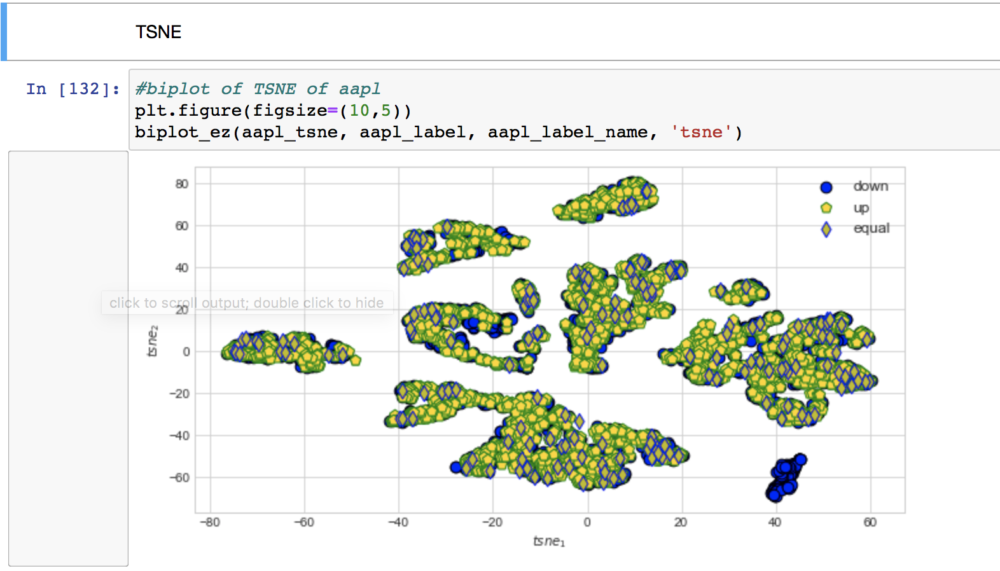 TSNE
In [132]:
#biplot of TSNE of aapl
plt.figure(figsize=(10,5))
biplot_ez(aapl_tsne, aapl_label, aapl_label_name, 'tsne')
click to scroll output; double click to hide
down
up
equal
80
60
40
20
0
−20
−40
−60
tsne₂
−80
−60
−40
−20
0
20
40
60
tsne₁